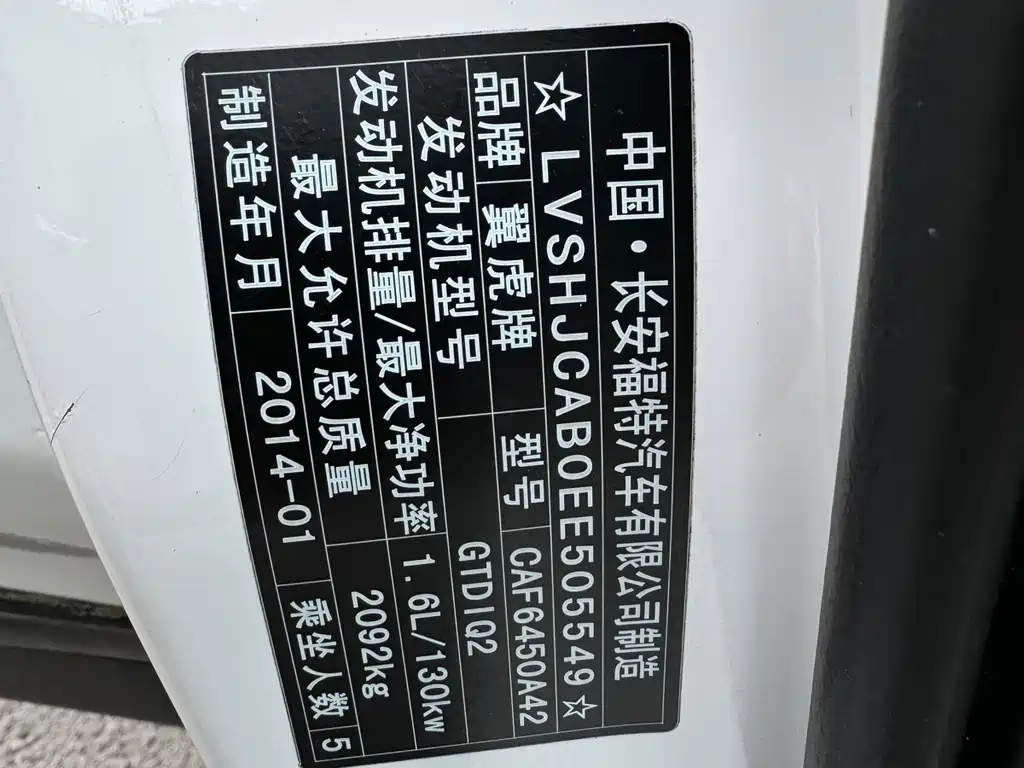 中国·长安福特汽车有限公司制造
☆LVSHJCAB0EE505549☆
品牌 翼虎牌 型号 CAF6450A42
发动机型号 GTDIQ2
发动机排量/最大净功率 1.6L/130kw
最大允许总质量 2092kg
制造年月 2014-01 乘坐人数 5